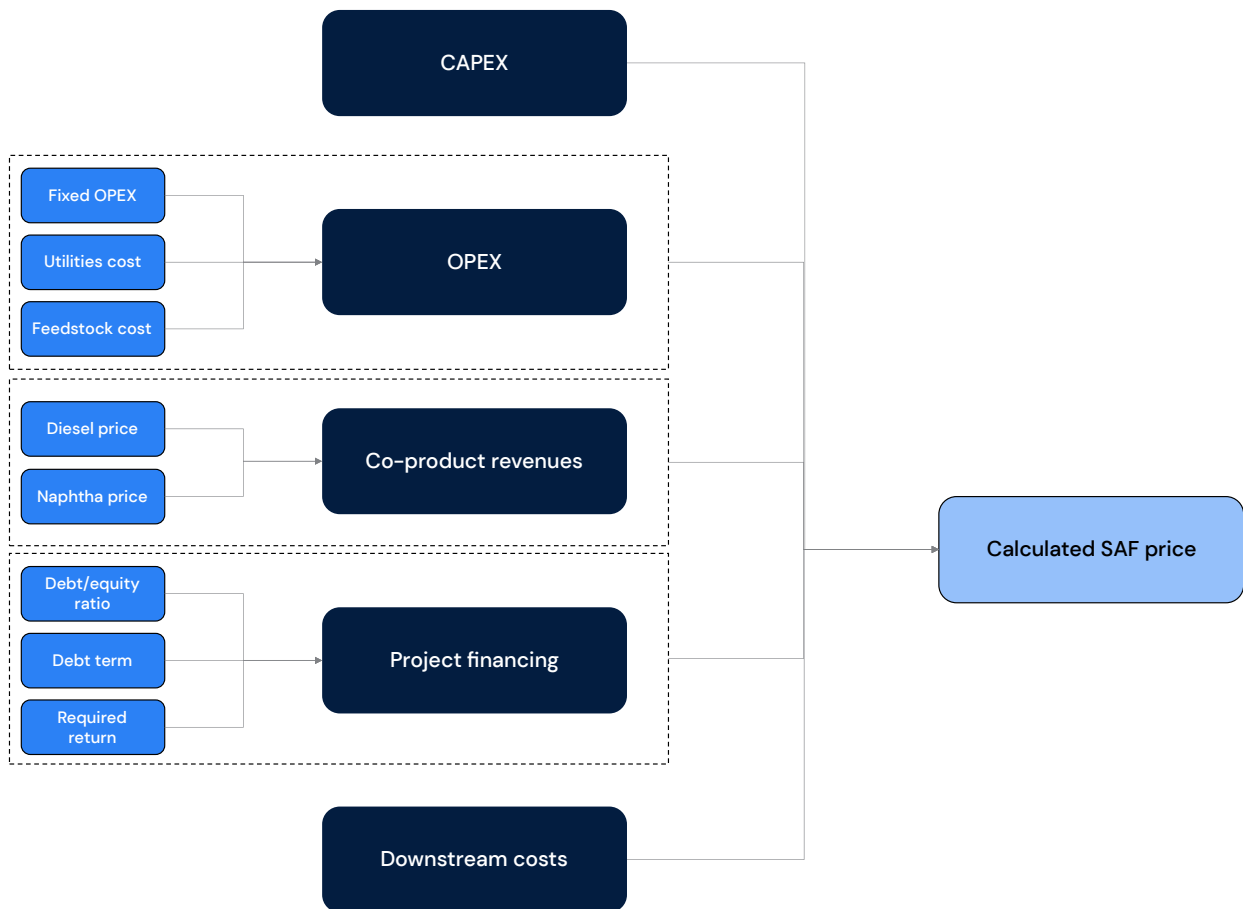 CAPEX
Fixed OPEX
Utilities cost
Feedstock cost
OPEX
Diesel price
Naphtha price
Co-product revenues
Debt/equity
ratio
Debt term
Required
return
Project financing
Downstream costs
Calculated SAF price